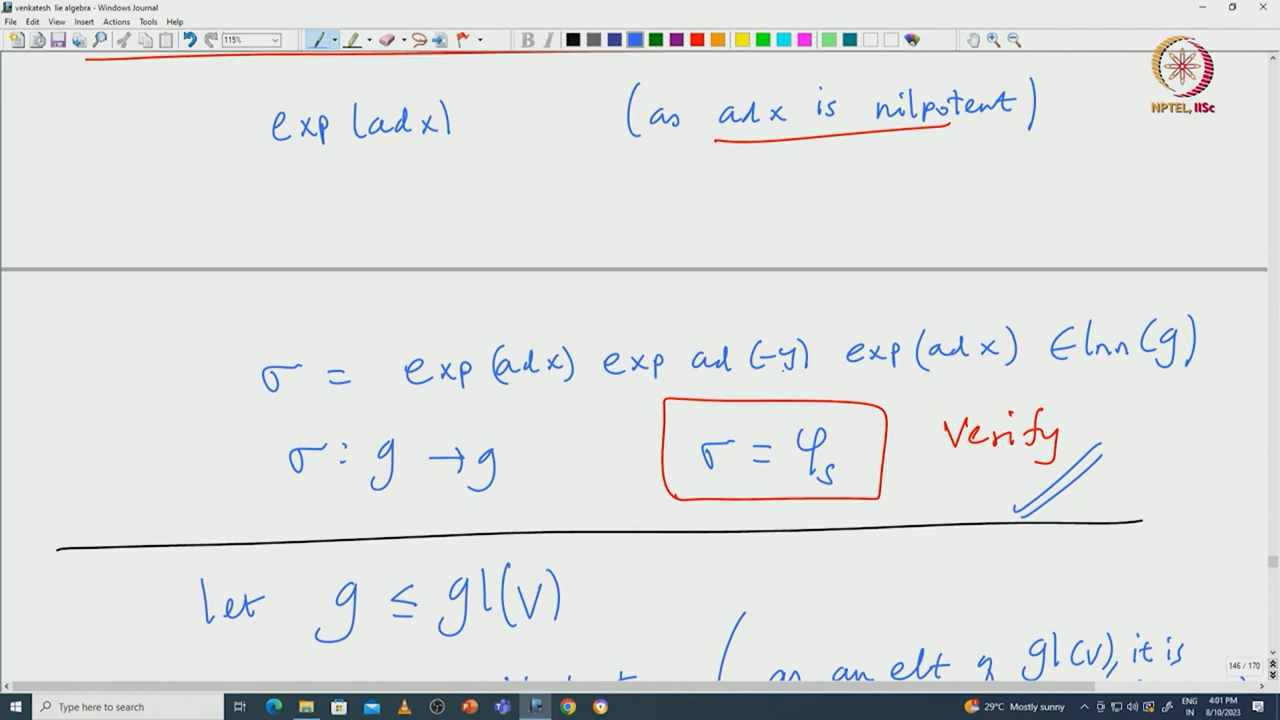 venkatesh lie algebra - Windows Journal
File Edit View Insert Actions Tools Help
115%
B I
NPTEL, IISc
exp (ad x) (as ad x is nilpotent)
σ = exp(ad x) exp ad (-y) exp(ad x) ∈ Inn(g)
σ : g → g σ = φ_s Verify
let g ≤ gl(V)
(as an elt of gl(V), it is
146 / 170
Type here to search
29°C Mostly sunny
ENG
IN
4:01 PM
8/10/2023